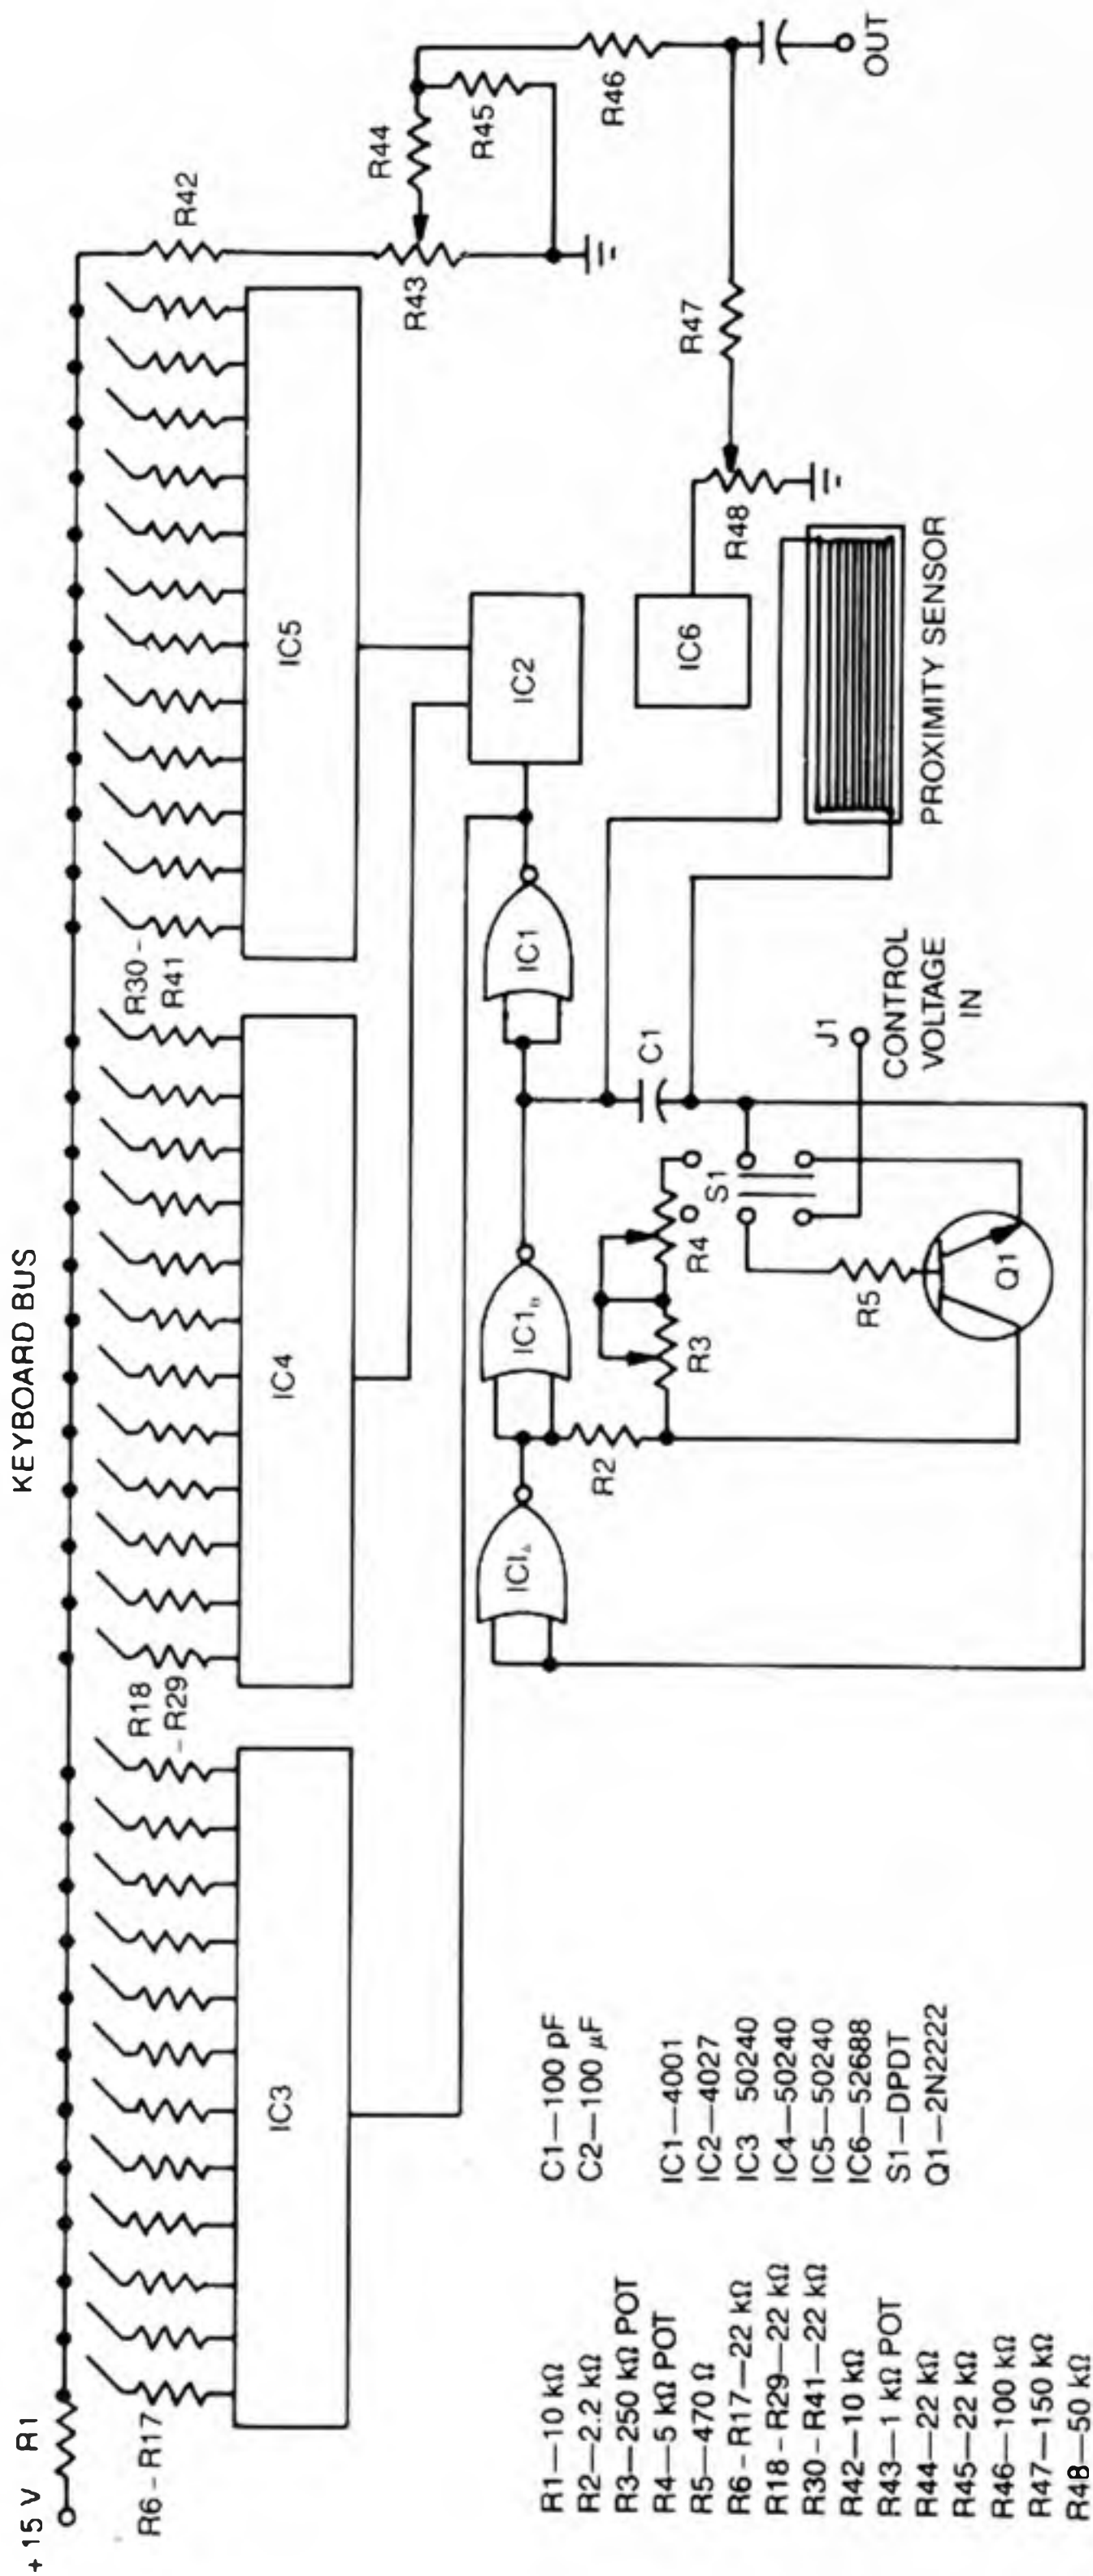 KEYBOARD BUS
+ 15 V R1
R6 - R17
R18
- R29
R30 -
R41
R42
IC3
IC4
IC5
R43
R44
R45
R46
OUT
R47
R48
IC6
IC2
IC1
IC1B
IC1A
R2
R3
R4
S1
C1
R5
Q1
J1
CONTROL
VOLTAGE
IN
PROXIMITY SENSOR
R1—10 kΩ
R2—2.2 kΩ
R3—250 kΩ POT
R4—5 kΩ POT
R5—470 Ω
R6 - R17—22 kΩ
R18 - R29—22 kΩ
R30 - R41—22 kΩ
R42—10 kΩ
R43—1 kΩ POT
R44—22 kΩ
R45—22 kΩ
R46—100 kΩ
R47—150 kΩ
R48—50 kΩ
C1—100 pF
C2—100 µF
IC1—4001
IC2—4027
IC3 50240
IC4—50240
IC5—50240
IC6—52688
S1—DPDT
Q1—2N2222